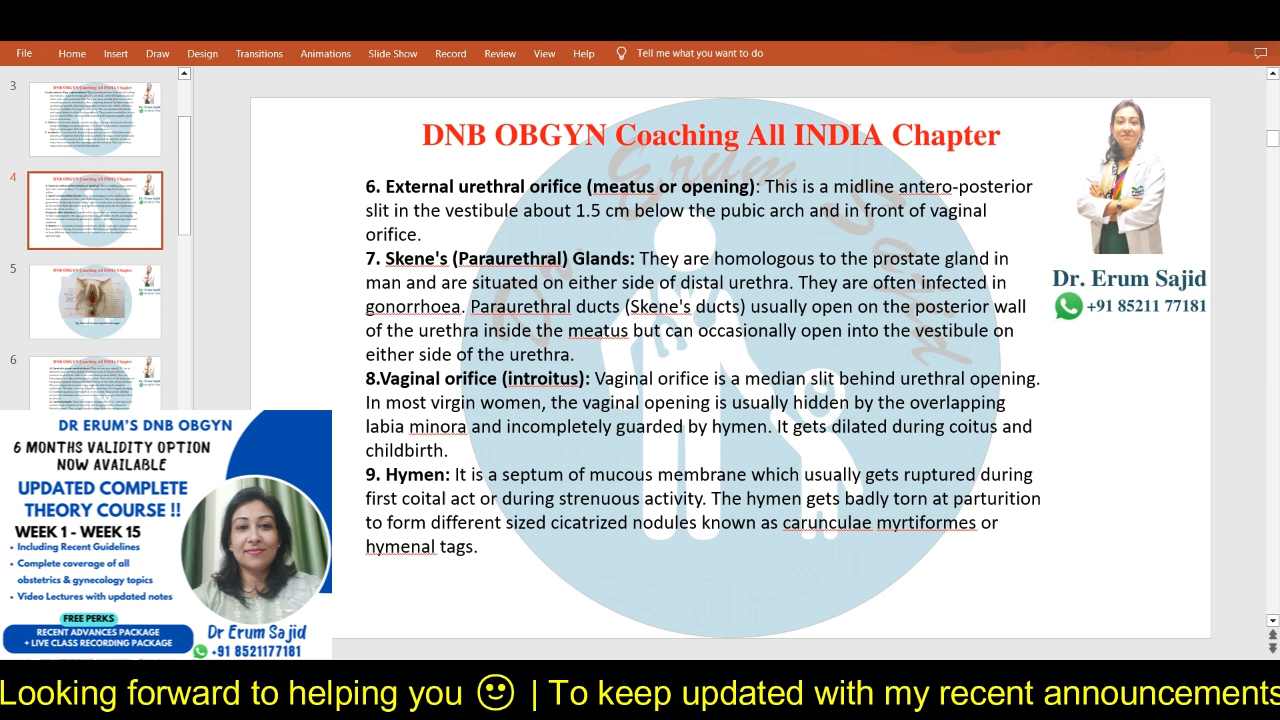 File Home Insert Draw Design Transitions Animations Slide Show Record Review View Help Tell me what you want to do
3
4
5
6
DNB OBGYN Coaching All INDIA Chapter
6. External urance (meatus or opening): midline
slit in the vestibule about 1.5 cm below the pubic in front of vaginal
orifice.
7. Skene's (Paraurethral) Glands: They are homologous to the prostate gland in
man and are situated on either side of distal urethra. They are often infected in
gonorrhoea. Paraurethral ducts (Skene's ducts) usually open on the posterior wall
of the urethra inside the meatus but can occasionally open into the vestibule on
either side of the urethra.
Vaginal orifice Vaginal orifice is a median slit below urethral opening.
In most virgin women the vaginal opening is usually hidden by the overlapping
labia minora and incompletely guarded by hymen. It gets dilated during coitus and
childbirth.
9. Hymen: It is a septum of mucous membrane which usually gets ruptured during
first coital act or during strenuous activity. The hymen gets badly torn at parturition
to form different sized cicatrized nodules known as carunculae myrtiformes or
hymenal tags.
Dr. Erum Sajid
+91 85211 77181
DR ERUM'S DNB OBGYN
6 MONTHS VALIDITY OPTION
NOW AVAILABLE
UPDATED COMPLETE
THEORY COURSE !!
WEEK 1 - WEEK 15
• Including Recent Guidelines
• Complete coverage of all
obstetrics & gynecology topics
• Video Lectures with updated notes
FREE PERKS
RECENT ADVANCES PACKAGE
+ LIVE CLASS RECORDING PACKAGE
Dr Erum Sajid
+91 8521177181
Looking forward to helping you | To keep updated with my recent announcements